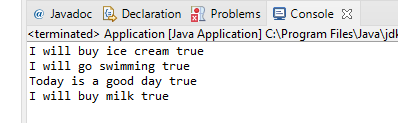 @ Javadoc Declaration Problems Console
<terminated> Application [Java Application] C:\Program Files\Java\jd
I will buy ice cream true
I will go swimming true
Today is a good day true
I will buy milk true